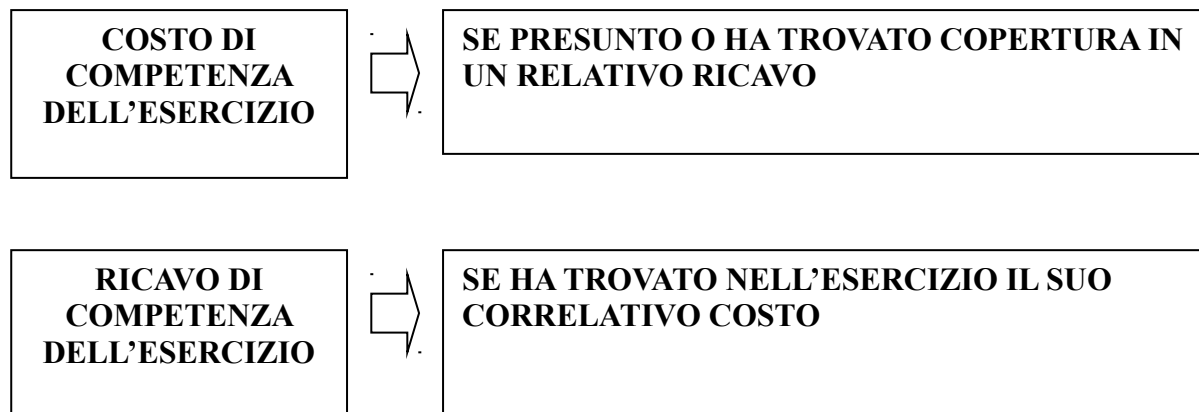 COSTO DI
COMPETENZA
DELL’ESERCIZIO
SE PRESUNTO O HA TROVATO COPERTURA IN
UN RELATIVO RICAVO
RICAVO DI
COMPETENZA
DELL’ESERCIZIO
SE HA TROVATO NELL’ESERCIZIO IL SUO
CORRELATIVO COSTO